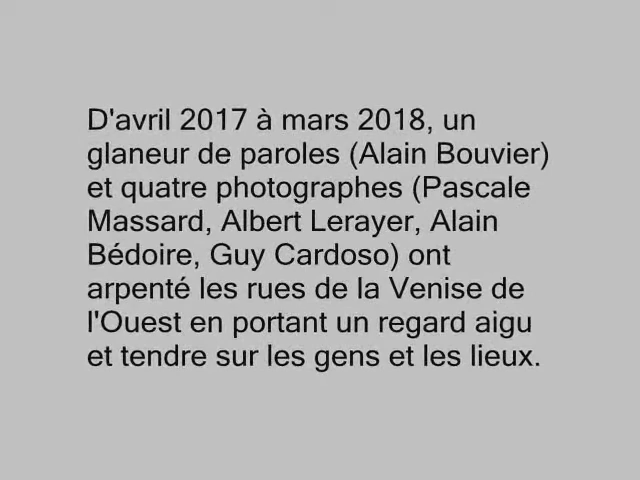 D'avril 2017 à mars 2018, un
glaneur de paroles (Alain Bouvier)
et quatre photographes (Pascale
Massard, Albert Lerayer, Alain
Bédoire, Guy Cardoso) ont
arpenté les rues de la Venise de
l'Ouest en portant un regard aigu
et tendre sur les gens et les lieux.